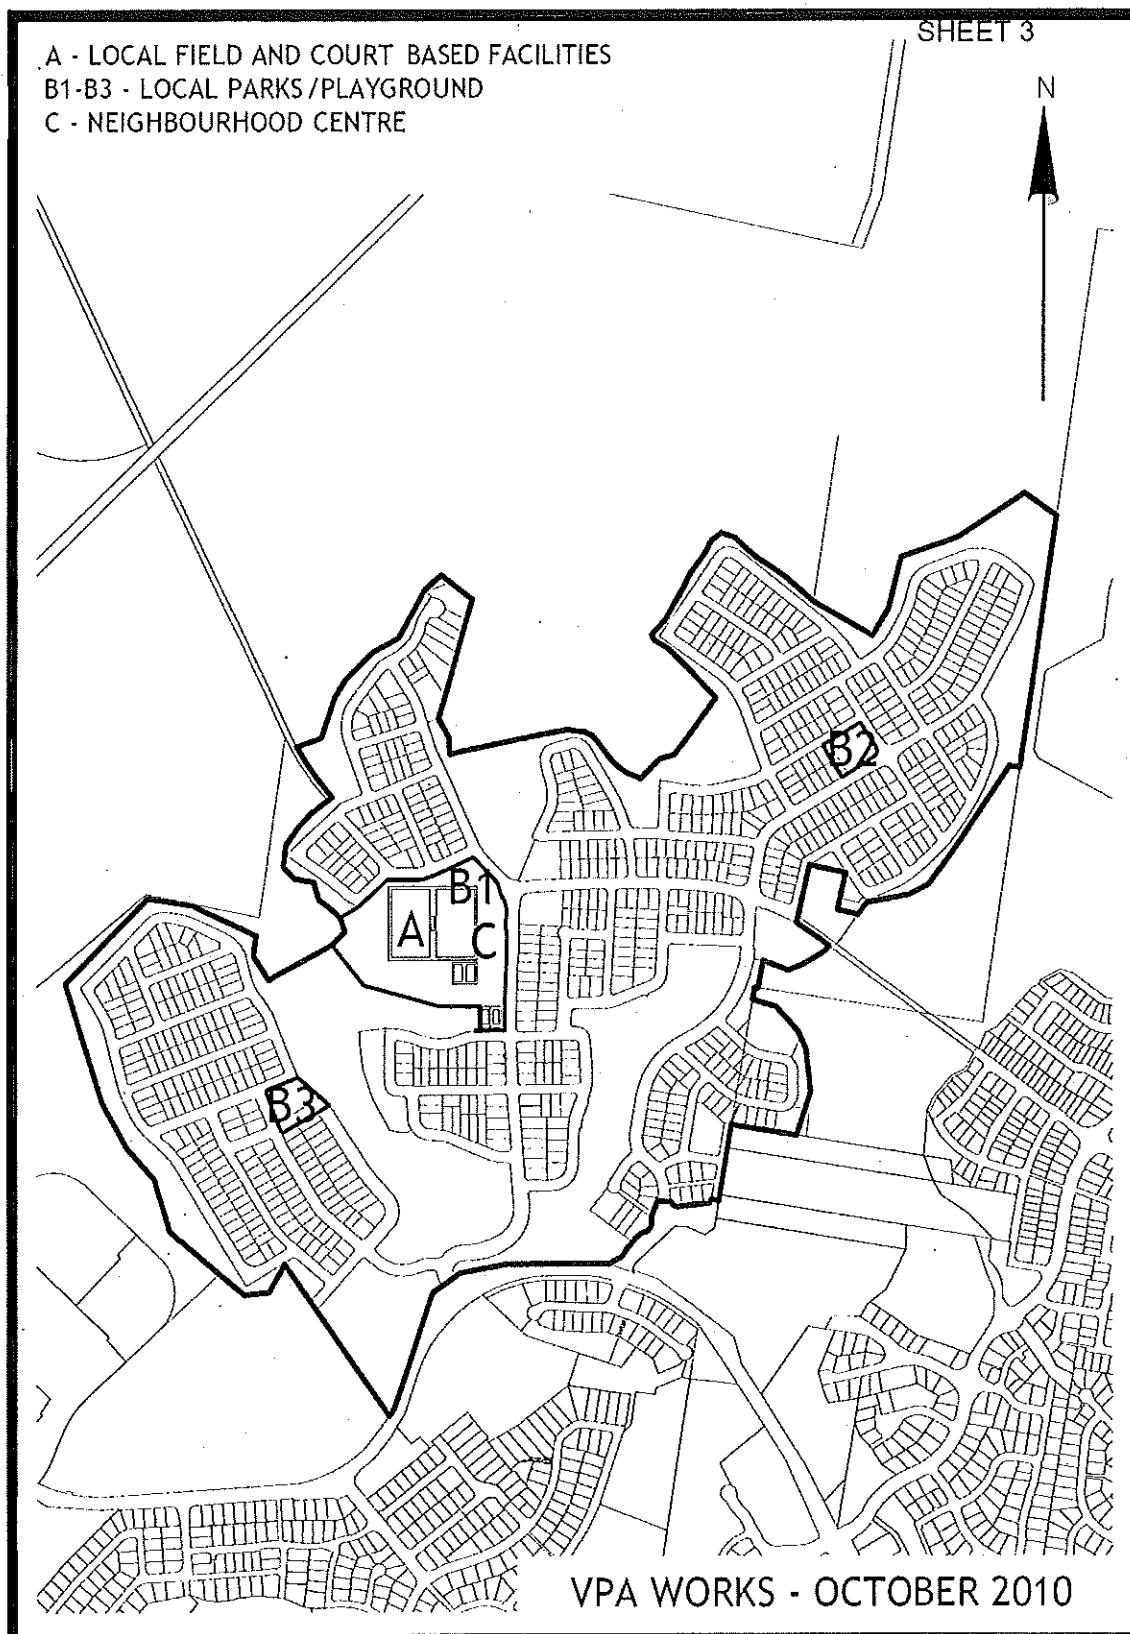 SHEET 3
A - LOCAL FIELD AND COURT BASED FACILITIES
B1-B3 - LOCAL PARKS/PLAYGROUND
C - NEIGHBOURHOOD CENTRE
N
B2
B1
A
C
B3
VPA WORKS - OCTOBER 2010